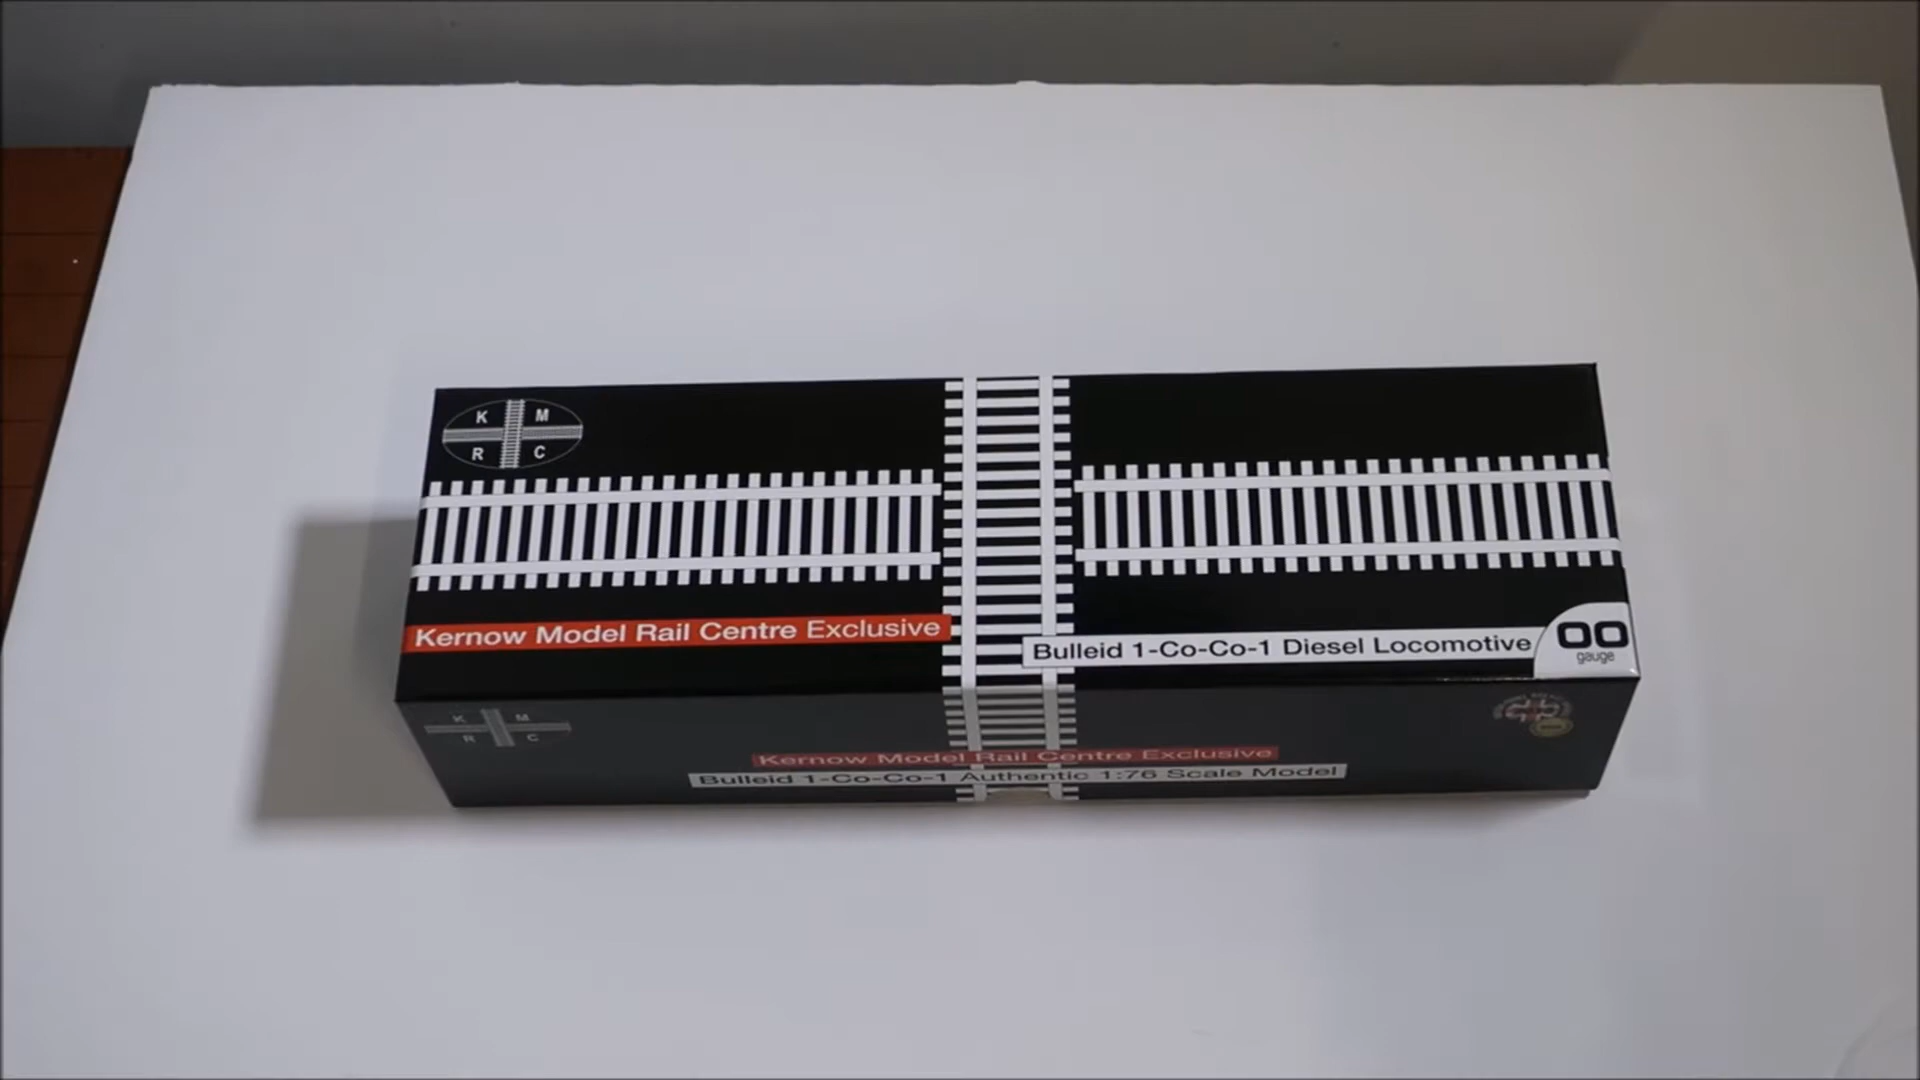 K M
R C
Kernow Model Rail Centre Exclusive
Bulleid 1-Co-Co-1 Diesel Locomotive
OO
gauge
K M
R C
Kernow Model Rail Centre Exclusive
Bulleid 1-Co-Co-1 Authentic 1:76 Scale Model